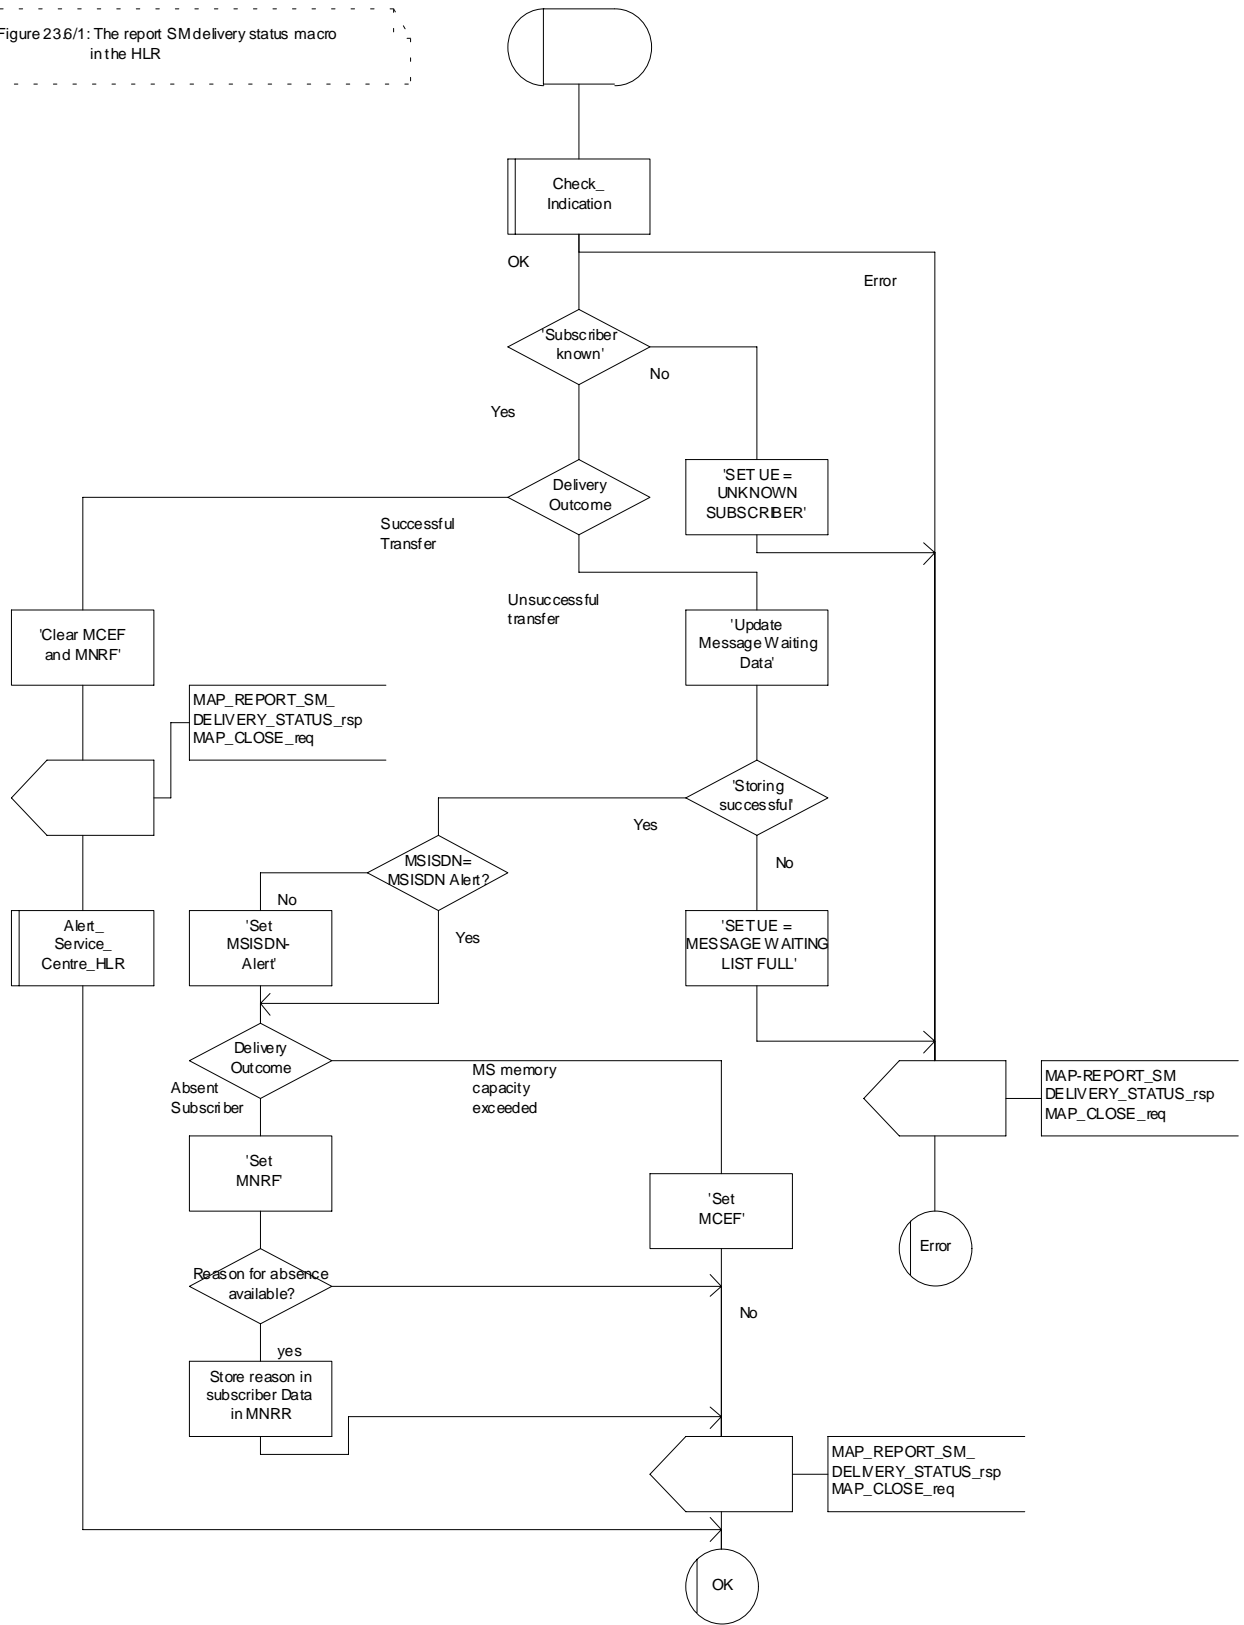 Figure 23.6/1: The report SM delivery status macro
in the HLR
Check_
Indication
OK
Error
'Subscriber
known'
No
Yes
Delivery
Outcome
'SET UE =
UNKNOWN
SUBSCRIBER'
Successful
Transfer
Unsuccessful
transfer
'Clear MCEF
and MNRF'
'Update
Message Waiting
Data'
MAP_REPORT_SM_
DELIVERY_STATUS_rsp
MAP_CLOSE_req
'Storing
successful'
Yes
No
MSISDN=
MSISDN Alert?
No
Yes
Alert_
Service_
Centre_HLR
'Set
MSISDN-
Alert'
'SET UE =
MESSAGE WAITING
LIST FULL'
Delivery
Outcome
Absent
Subscriber
MS memory
capacity
exceeded
MAP-REPORT_SM
DELIVERY_STATUS_rsp
MAP_CLOSE_req
'Set
MNRF'
'Set
MCEF'
Error
Reason for absence
available?
No
yes
Store reason in
subscriber Data
in MNRR
MAP_REPORT_SM_
DELIVERY_STATUS_rsp
MAP_CLOSE_req
OK